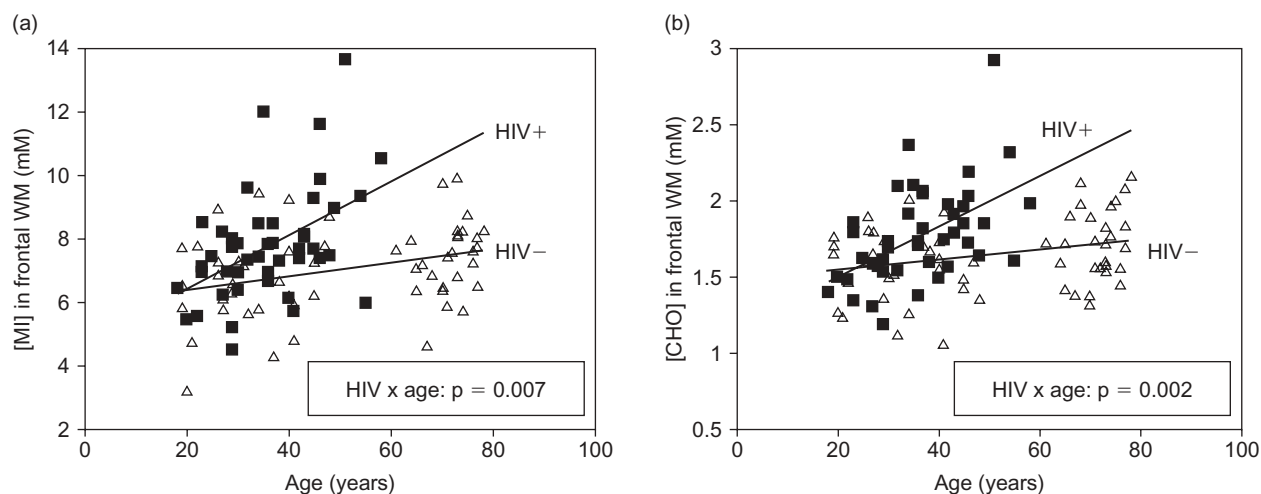 (a)
14
12
10
8
6
4
2
0
20
40
60
80
100
[MI] in frontal WM (mM)
Age (years)
HIV+
HIV−
HIV x age: p = 0.007
(b)
3
2.5
2
1.5
1
0.5
0
20
40
60
80
100
[CHO] in frontal WM (mM)
Age (years)
HIV+
HIV−
HIV x age: p = 0.002